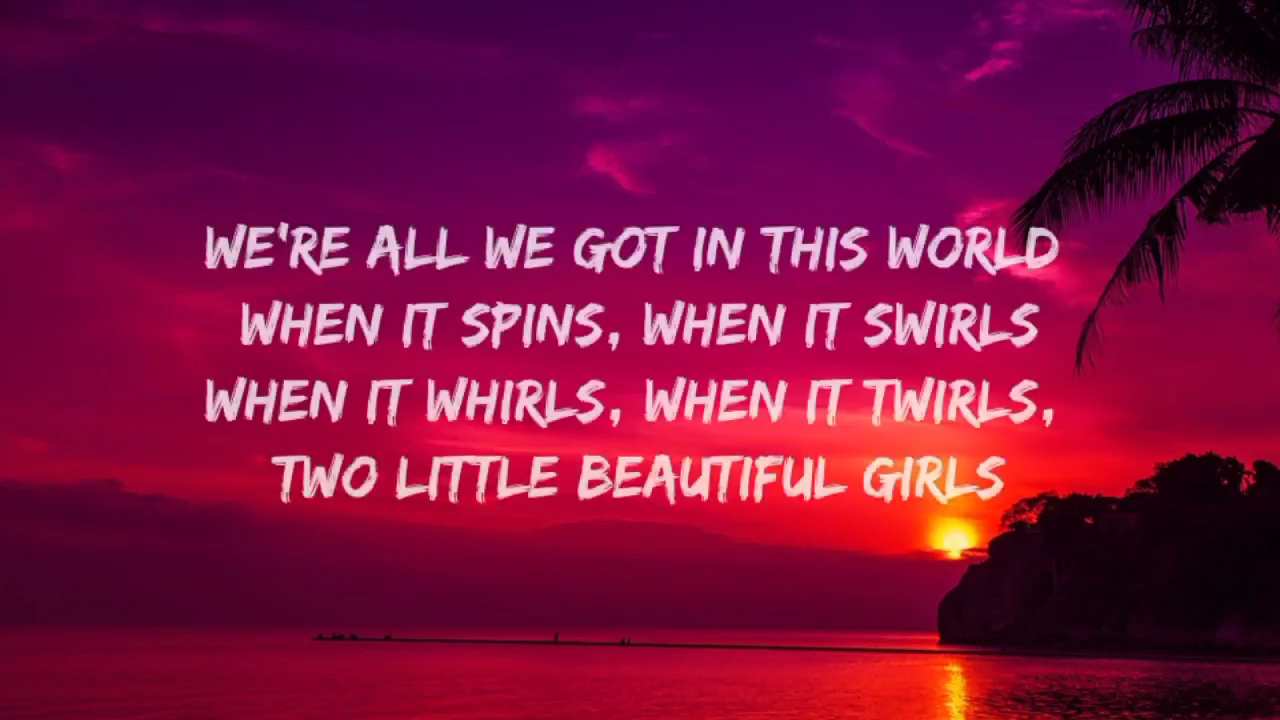 WE'RE ALL WE GOT IN THIS WORLD
WHEN IT SPINS, WHEN IT SWIRLS
WHEN IT WHIRLS, WHEN IT TWIRLS,
TWO LITTLE BEAUTIFUL GIRLS